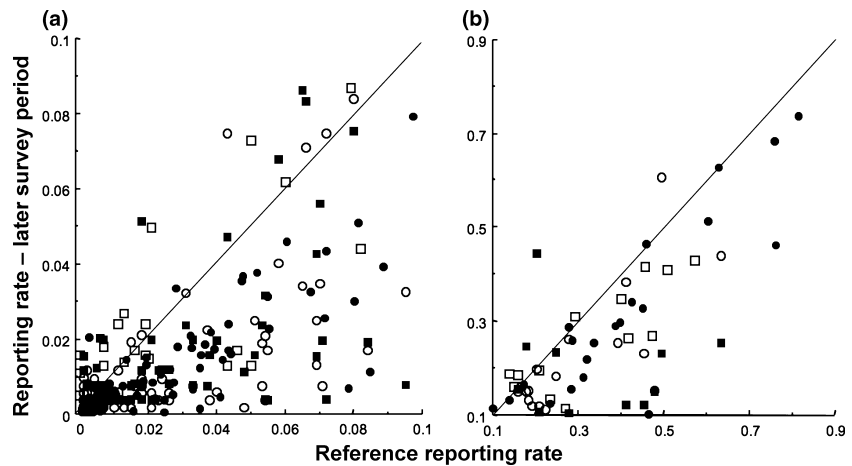 (a)
(b)
Reporting rate – later survey period
0.1
0.08
0.06
0.04
0.02
0
0 0.02 0.04 0.06 0.08 0.1
0.9
0.7
0.5
0.3
0.1
0.1 0.3 0.5 0.7 0.9
Reference reporting rate